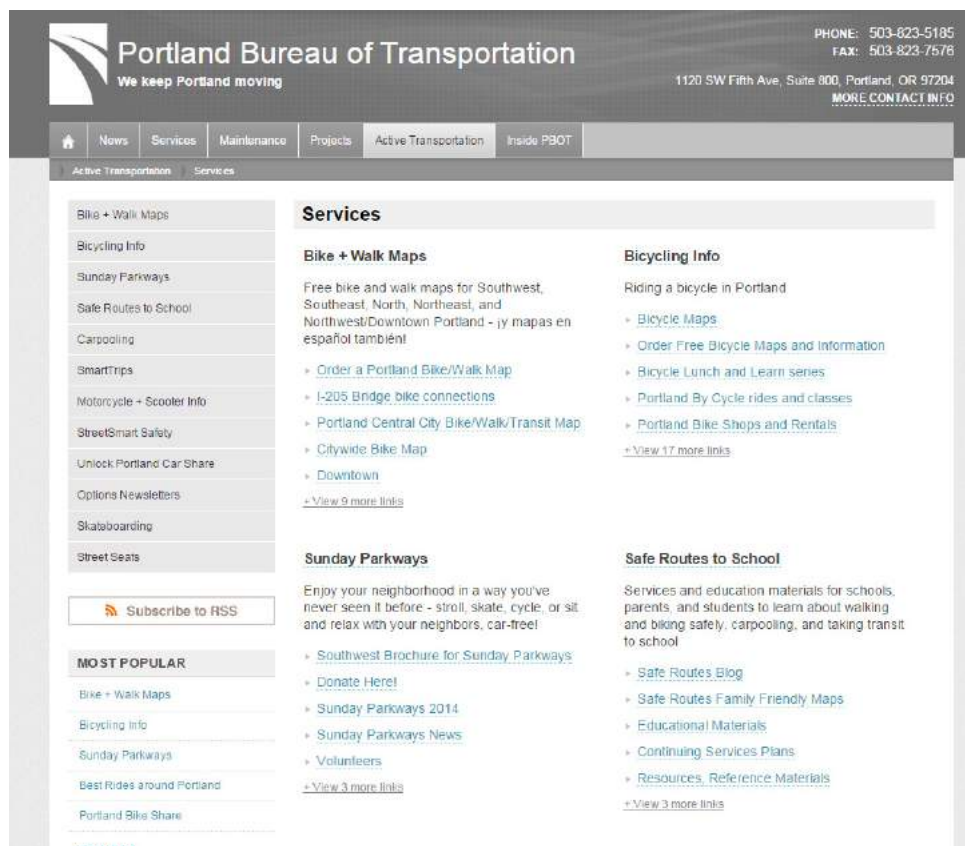 Portland Bureau of Transportation
We keep Portland moving
PHONE: 503-823-5185
FAX: 503-823-7576
1120 SW Fifth Ave, Suite 800, Portland, OR 97204
MORE CONTACT INFO
News Services Maintenance Projects Active Transportation Inside PBOT
Active Transportation Services
Bike + Walk Maps
Bicycling Info
Sunday Parkways
Safe Routes to School
Carpooling
SmartTrips
Motorcycle + Scooter Info
StreetSmart Safety
Unlock Portland Car Share
Options Newsletters
Skateboarding
Street Seats
Subscribe to RSS
MOST POPULAR
Bike + Walk Maps
Bicycling Info
Sunday Parkways
Best Rides around Portland
Portland Bike Share
Services
Bike + Walk Maps
Free bike and walk maps for Southwest,
Southeast, North, Northeast, and
Northwest/Downtown Portland - ¡y mapas en
español también!
Order a Portland Bike/Walk Map
I-205 Bridge bike connections
Portland Central City Bike/Walk/Transit Map
Citywide Bike Map
Downtown
+ View 9 more links
Bicycling Info
Riding a bicycle in Portland
Bicycle Maps
Order Free Bicycle Maps and Information
Bicycle Lunch and Learn series
Portland By Cycle rides and classes
Portland Bike Shops and Rentals
+ View 17 more links
Sunday Parkways
Enjoy your neighborhood in a way you've
never seen it before - stroll, skate, cycle, or sit
and relax with your neighbors, car-free!
Southwest Brochure for Sunday Parkways
Donate Here!
Sunday Parkways 2014
Sunday Parkways News
Volunteers
+ View 3 more links
Safe Routes to School
Services and education materials for schools,
parents, and students to learn about walking
and biking safely, carpooling, and taking transit
to school
Safe Routes Blog
Safe Routes Family Friendly Maps
Educational Materials
Continuing Services Plans
Resources, Reference Materials
+ View 3 more links